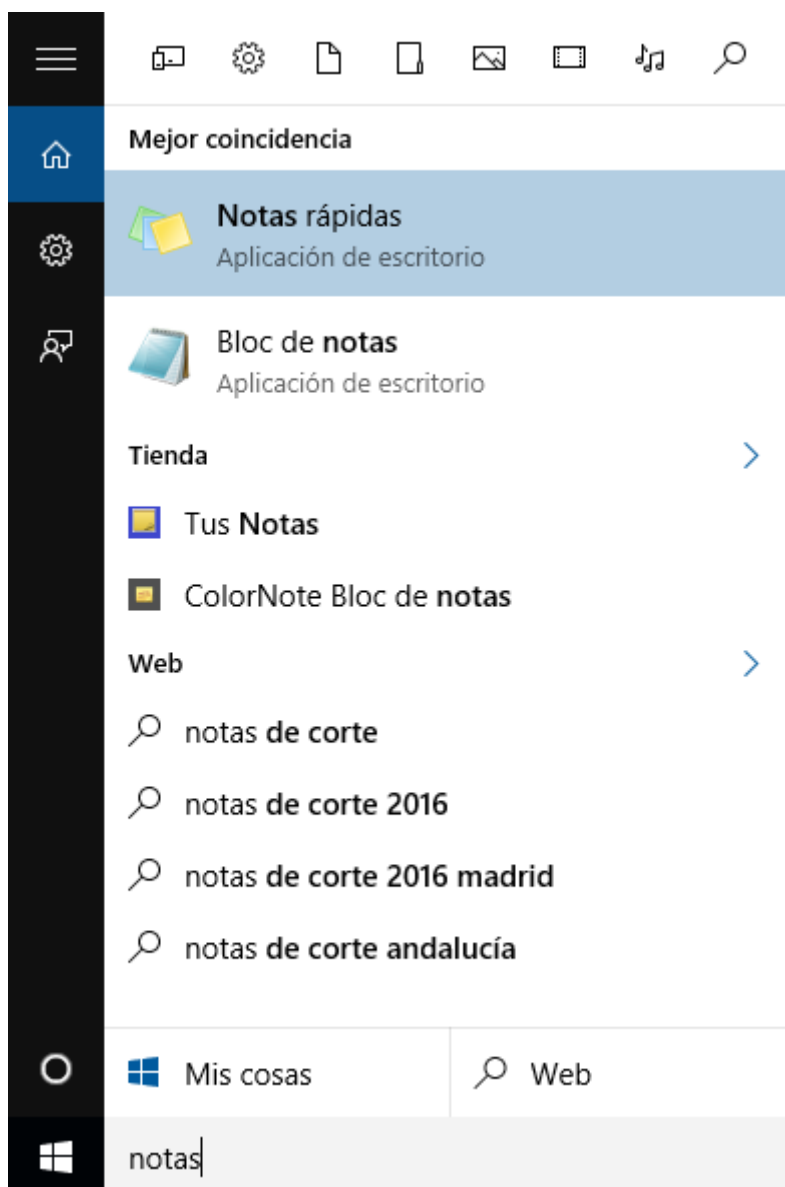 Mejor coincidencia
Notas rápidas
Aplicación de escritorio
Bloc de notas
Aplicación de escritorio
Tienda
Tus Notas
ColorNote Bloc de notas
Web
notas de corte
notas de corte 2016
notas de corte 2016 madrid
notas de corte andalucía
Mis cosas
Web
notas